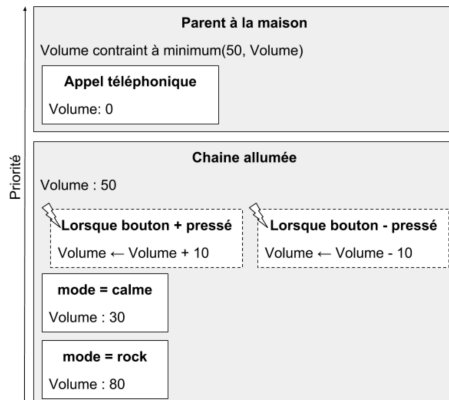 Parent à la maison
Volume contraint à minimum(50, Volume)
Appel téléphonique
Volume: 0
Priorité
Chaine allumée
Volume : 50
Lorsque bouton + pressé
Volume ← Volume + 10
Lorsque bouton - pressé
Volume ← Volume - 10
mode = calme
Volume : 30
mode = rock
Volume : 80